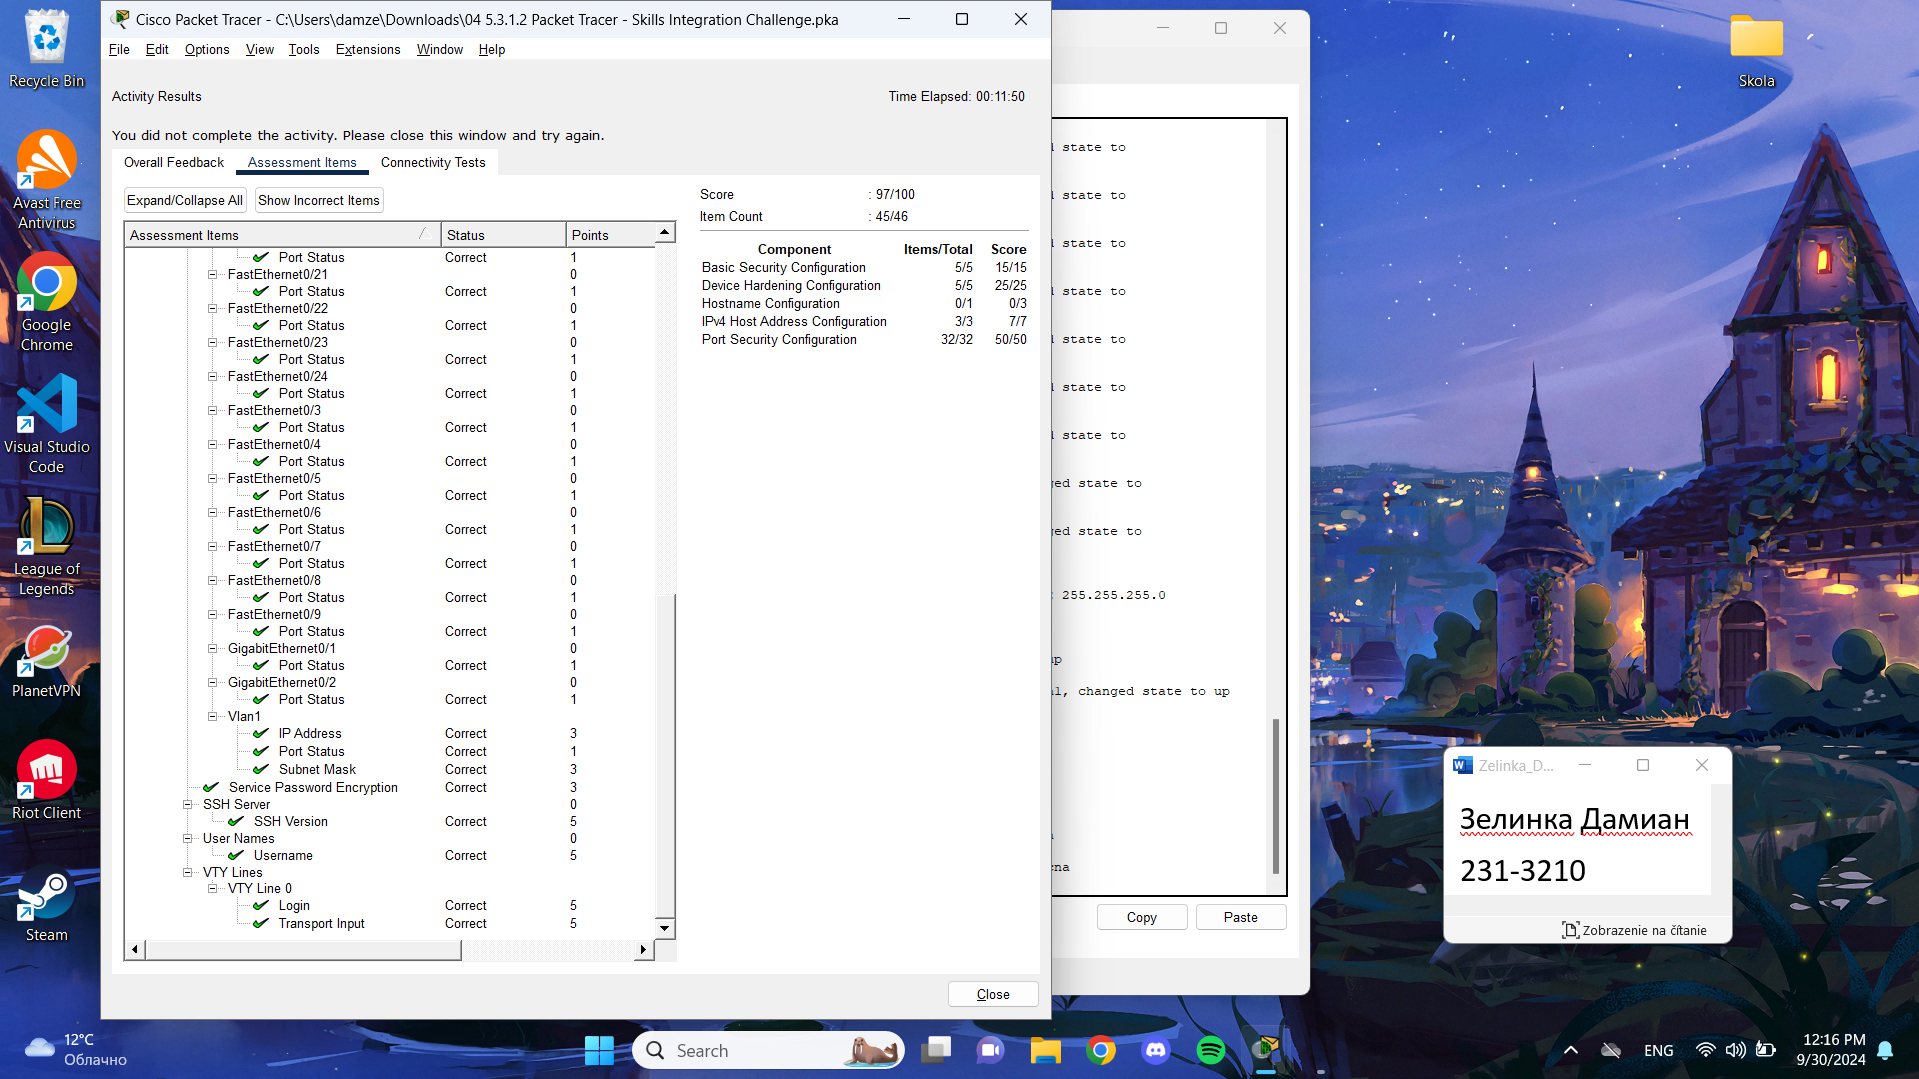 Recycle Bin
Avast Free
Antivirus
Google
Chrome
Visual Studio
Code
League of
Legends
PlanetVPN
Riot Client
Steam
Cisco Packet Tracer - C:\Users\damze\Downloads\04 5.3.1.2 Packet Tracer - Skills Integration Challenge.pka
File Edit Options View Tools Extensions Window Help
Activity Results
Time Elapsed: 00:11:50
You did not complete the activity. Please close this window and try again.
Overall Feedback Assessment Items Connectivity Tests
Expand/Collapse All Show Incorrect Items
Assessment Items Status Points
Port Status Correct 1
FastEthernet0/21 0
Port Status Correct 1
FastEthernet0/22 0
Port Status Correct 1
FastEthernet0/23 0
Port Status Correct 1
FastEthernet0/24 0
Port Status Correct 1
FastEthernet0/3 0
Port Status Correct 1
FastEthernet0/4 0
Port Status Correct 1
FastEthernet0/5 0
Port Status Correct 1
FastEthernet0/6 0
Port Status Correct 1
FastEthernet0/7 0
Port Status Correct 1
FastEthernet0/8 0
Port Status Correct 1
FastEthernet0/9 0
Port Status Correct 1
GigabitEthernet0/1 0
Port Status Correct 1
GigabitEthernet0/2 0
Port Status Correct 1
Vlan1
IP Address Correct 3
Port Status Correct 1
Subnet Mask Correct 3
Service Password Encryption Correct 3
SSH Server 0
SSH Version Correct 5
User Names 0
Username Correct 5
VTY Lines
VTY Line 0
Login Correct 5
Transport Input Correct 5
Score : 97/100
Item Count : 45/46
Component Items/Total Score
Basic Security Configuration 5/5 15/15
Device Hardening Configuration 5/5 25/25
Hostname Configuration 0/1 0/3
IPv4 Host Address Configuration 3/3 7/7
Port Security Configuration 32/32 50/50
Close
state to
state to
state to
state to
state to
state to
state to
state to
state to
255.255.255.0
changed state to up
Copy Paste
Skola
Zelinka_D...
Зелинка Дамиан
231-3210
Zobrazenie na čítanie
12°C
Облачно
Search
ENG
12:16 PM
9/30/2024